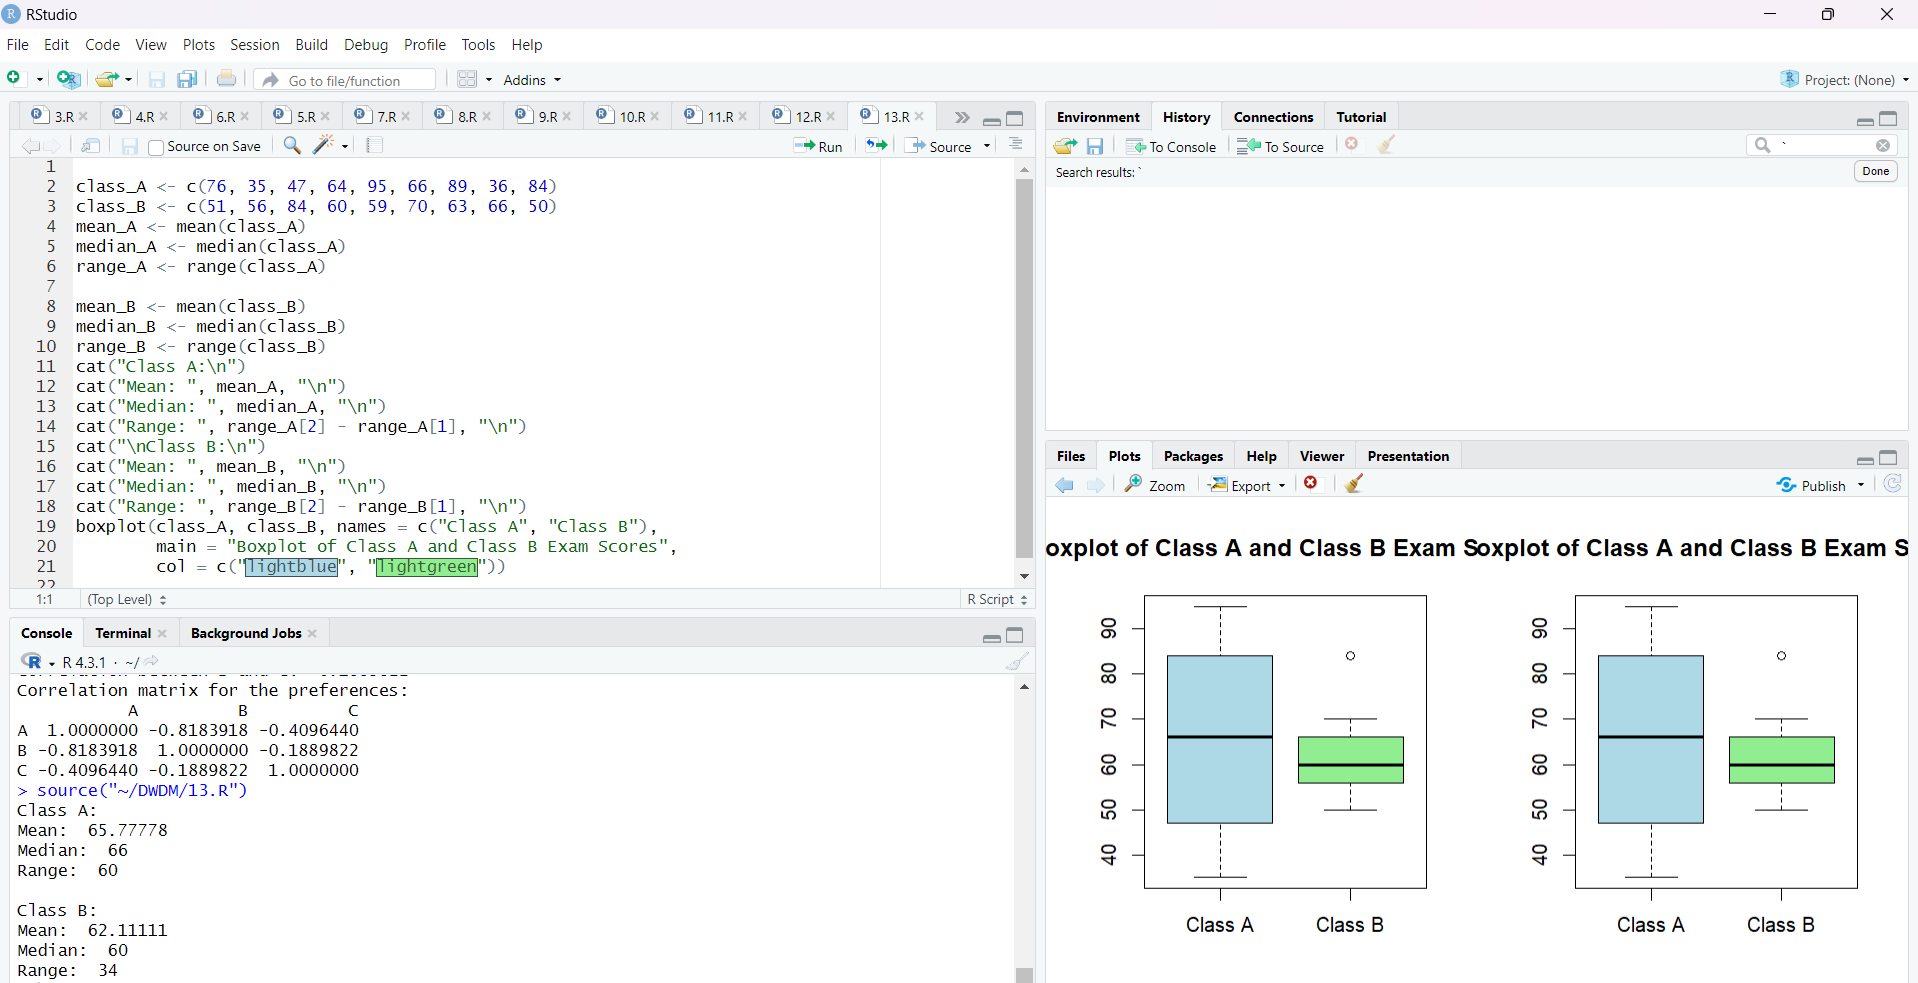 RStudio
File Edit Code View Plots Session Build Debug Profile Tools Help
Go to file/function Addins Project: (None)
3.R 4.R 6.R 5.R 7.R 8.R 9.R 10.R 11.R 12.R 13.R
Source on Save Run Source
1
2 class_A <- c(76, 35, 47, 64, 95, 66, 89, 36, 84)
3 class_B <- c(51, 56, 84, 60, 59, 70, 63, 66, 50)
4 mean_A <- mean(class_A)
5 median_A <- median(class_A)
6 range_A <- range(class_A)
7
8 mean_B <- mean(class_B)
9 median_B <- median(class_B)
10 range_B <- range(class_B)
11 cat("Class A:\n")
12 cat("Mean: ", mean_A, "\n")
13 cat("Median: ", median_A, "\n")
14 cat("Range: ", range_A[2] - range_A[1], "\n")
15 cat("\nClass B:\n")
16 cat("Mean: ", mean_B, "\n")
17 cat("Median: ", median_B, "\n")
18 cat("Range: ", range_B[2] - range_B[1], "\n")
19 boxplot(class_A, class_B, names = c("Class A", "Class B"),
20 main = "Boxplot of Class A and Class B Exam Scores",
21 col = c("lightblue", "lightgreen"))
22
1:1 (Top Level) R Script
Console Terminal Background Jobs
R 4.3.1 · ~/
Correlation matrix for the preferences:
A B C
A 1.0000000 -0.8183918 -0.4096440
B -0.8183918 1.0000000 -0.1889822
C -0.4096440 -0.1889822 1.0000000
> source("~/DWDM/13.R")
Class A:
Mean: 65.77778
Median: 66
Range: 60
Class B:
Mean: 62.11111
Median: 60
Range: 34
Environment History Connections Tutorial
To Console To Source `
Search results: ` Done
Files Plots Packages Help Viewer Presentation
Zoom Export Publish
oxplot of Class A and Class B Exam Soxplot of Class A and Class B Exam S
90 90
80 80
70 70
60 60
50 50
40 40
Class A Class B Class A Class B